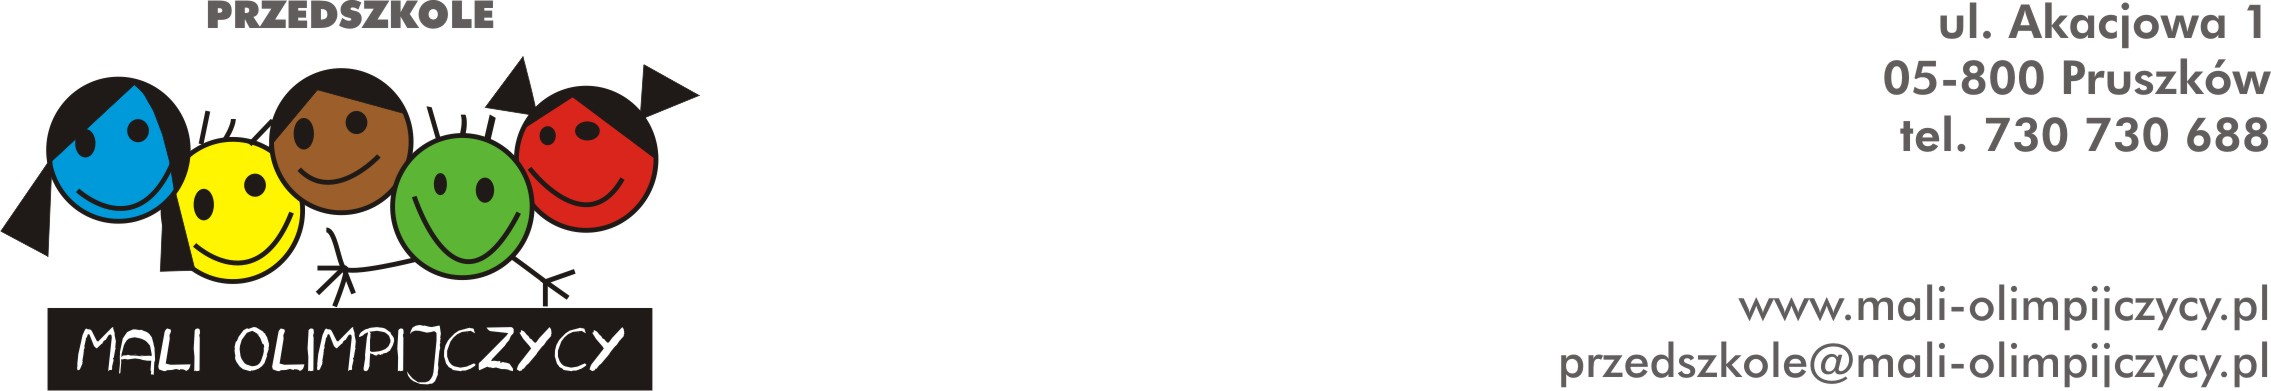 PRZEDSZKOLE
MALI OLIMPIJCZYCY
ul. Akacjowa 1
05-800 Pruszków
tel. 730 730 688
www.mali-olimpijczycy.pl
przedszkole@mali-olimpijczycy.pl